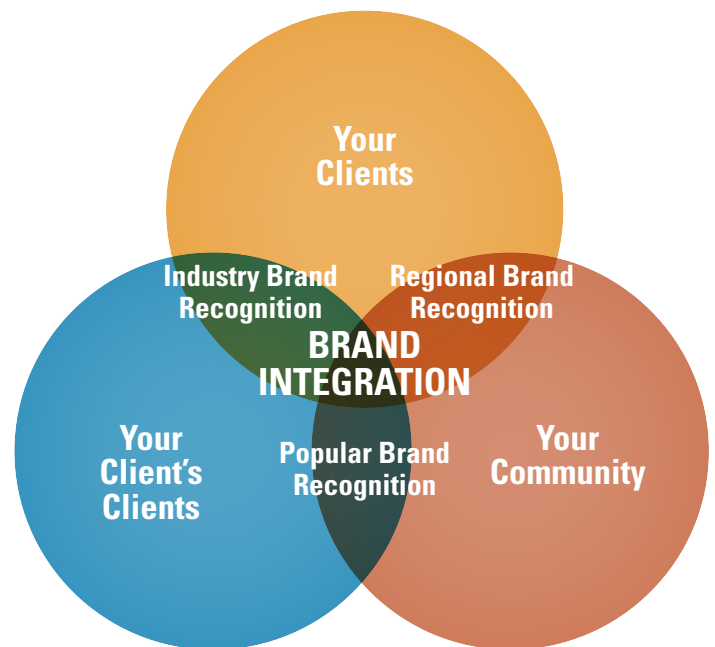 Your
Clients
Industry Brand
Recognition
Regional Brand
Recognition
BRAND
INTEGRATION
Your
Client's
Clients
Popular Brand
Recognition
Your
Community